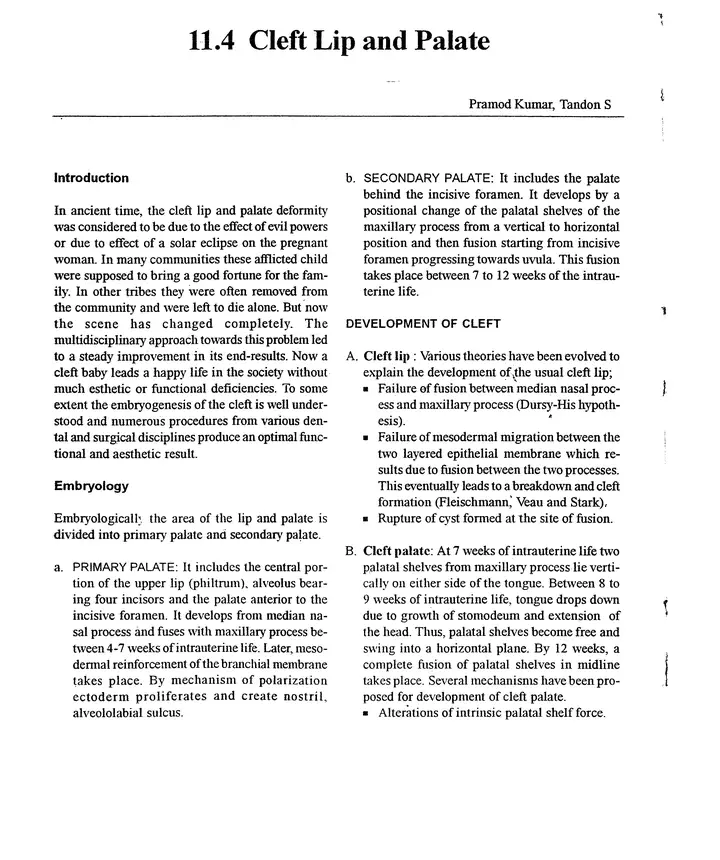 11.4 Cleft Lip and Palate
Pramod Kumar, Tandon S
Introduction
In ancient time, the cleft lip and palate deformity
was considered to be due to the effect of evil powers
or due to effect of a solar eclipse on the pregnant
woman. In many communities these afflicted child
were supposed to bring a good fortune for the fam-
ily. In other tribes they were often removed from
the community and were left to die alone. But now
the scene has changed completely. The
multidisciplinary approach towards this problem led
to a steady improvement in its end-results. Now a
cleft baby leads a happy life in the society without
much esthetic or functional deficiencies. To some
extent the embryogenesis of the cleft is well under-
stood and numerous procedures from various den-
tal and surgical disciplines produce an optimal func-
tional and aesthetic result.
Embryology
Embryologically the area of the lip and palate is
divided into primary palate and secondary palate.
a. PRIMARY PALATE: It includes the central por-
tion of the upper lip (philtrum), alveolus bear-
ing four incisors and the palate anterior to the
incisive foramen. It develops from median na-
sal process and fuses with maxillary process be-
tween 4-7 weeks of intrauterine life. Later, meso-
dermal reinforcement of the branchial membrane
takes place. By mechanism of polarization
ectoderm proliferates and create nostril,
alveololabial sulcus.
b. SECONDARY PALATE: It includes the palate
behind the incisive foramen. It develops by a
positional change of the palatal shelves of the
maxillary process from a vertical to horizontal
position and then fusion starting from incisive
foramen progressing towards uvula. This fusion
takes place between 7 to 12 weeks of the intrau-
terine life.
DEVELOPMENT OF CLEFT
A. Cleft lip : Various theories have been evolved to
explain the development of the usual cleft lip;
▪ Failure of fusion between median nasal proc-
ess and maxillary process (Dursy-His hypoth-
esis).
▪ Failure of mesodermal migration between the
two layered epithelial membrane which re-
sults due to fusion between the two processes.
This eventually leads to a breakdown and cleft
formation (Fleischmann, Veau and Stark).
▪ Rupture of cyst formed at the site of fusion.
B. Cleft palate: At 7 weeks of intrauterine life two
palatal shelves from maxillary process lie verti-
cally on either side of the tongue. Between 8 to
9 weeks of intrauterine life, tongue drops down
due to growth of stomodeum and extension of
the head. Thus, palatal shelves become free and
swing into a horizontal plane. By 12 weeks, a
complete fusion of palatal shelves in midline
takes place. Several mechanisms have been pro-
posed for development of cleft palate.
▪ Alterations of intrinsic palatal shelf force.